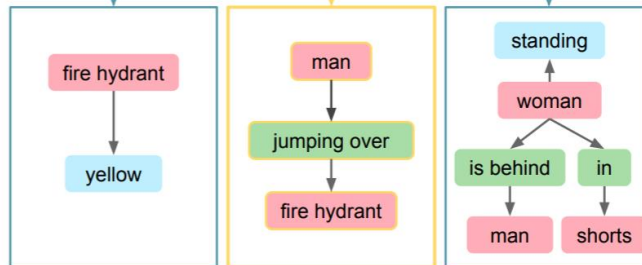 fire hydrant
yellow
man
jumping over
fire hydrant
standing
woman
is behind
in
man
shorts